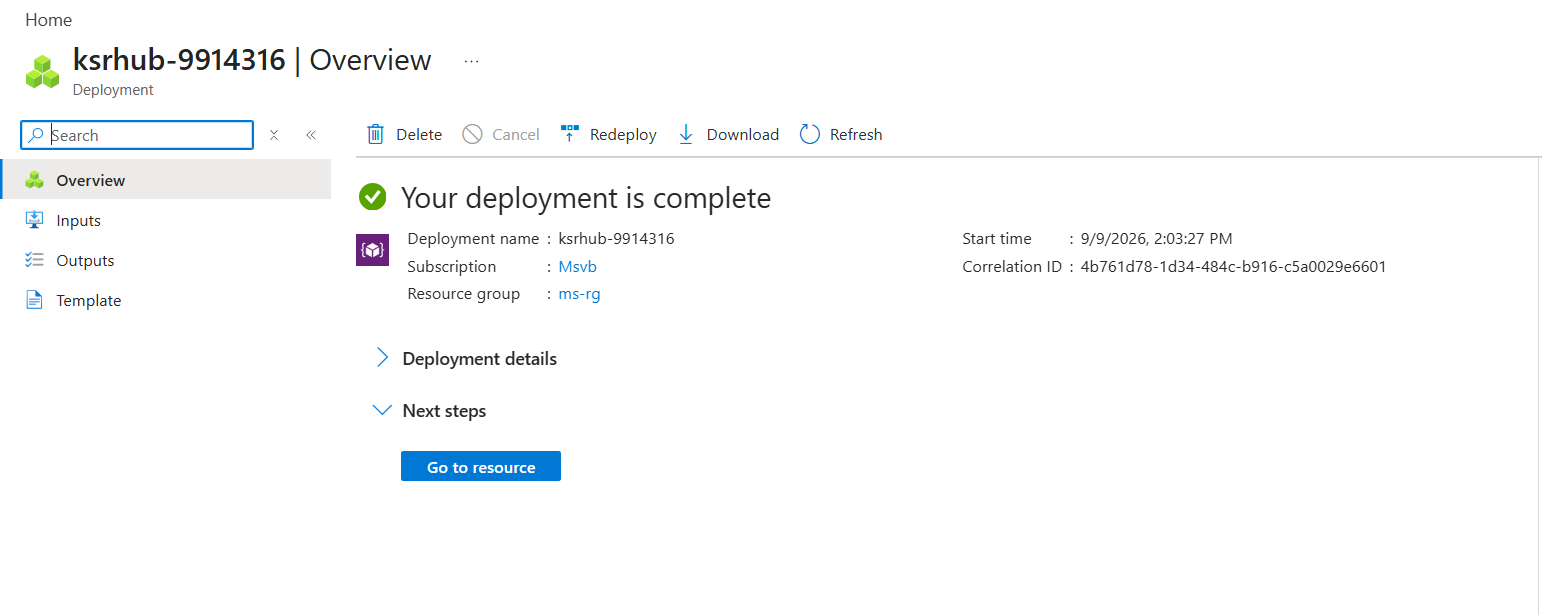 Home
ksrhub-9914316 | Overview ...
Deployment
Search
Overview
Inputs
Outputs
Template
Delete Cancel Redeploy Download Refresh
Your deployment is complete
Deployment name : ksrhub-9914316
Subscription : Msvb
Resource group : ms-rg
Start time : 9/9/2026, 2:03:27 PM
Correlation ID : 4b761d78-1d34-484c-b916-c5a0029e6601
Deployment details
Next steps
Go to resource